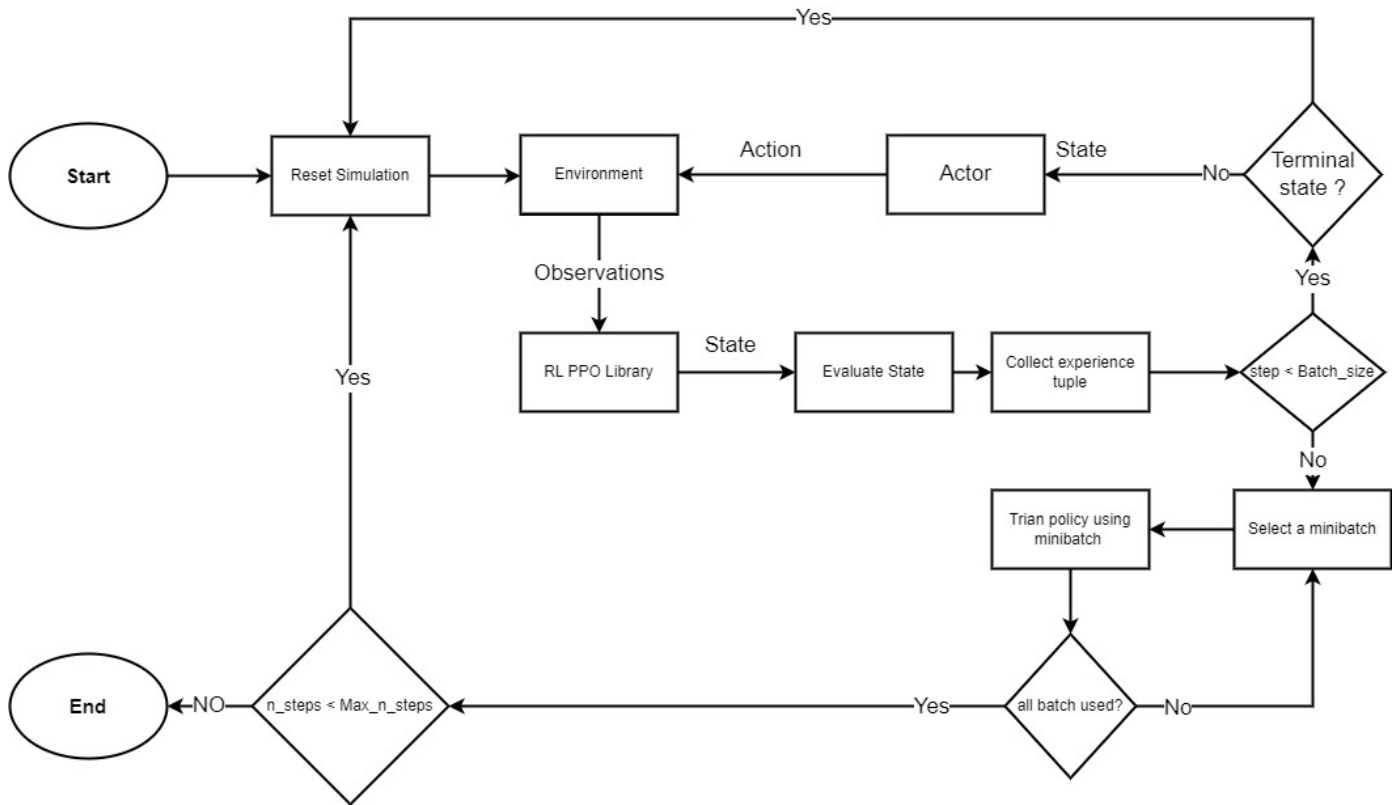 Yes
Start
Reset Simulation
Environment
Action
Actor
State
No
Terminal
state ?
Observations
Yes
RL PPO Library
State
Evaluate State
Collect experience
tuple
step < Batch_size
Yes
No
Trian policy using
minibatch
Select a minibatch
End
NO
n_steps < Max_n_steps
Yes
all batch used?
No